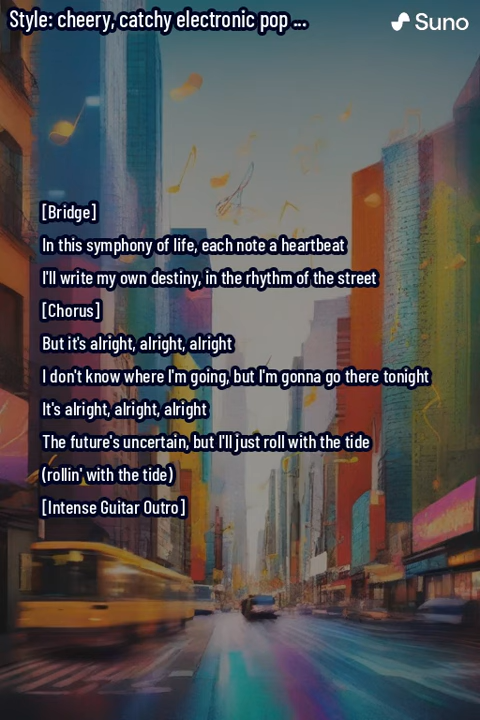 Style: cheery, catchy electronic pop ...
Suno
[Bridge]
In this symphony of life, each note a heartbeat
I'll write my own destiny, in the rhythm of the street
[Chorus]
But it's alright, alright, alright
I don't know where I'm going, but I'm gonna go there tonight
It's alright, alright, alright
The future's uncertain, but I'll just roll with the tide
(rollin' with the tide)
[Intense Guitar Outro]